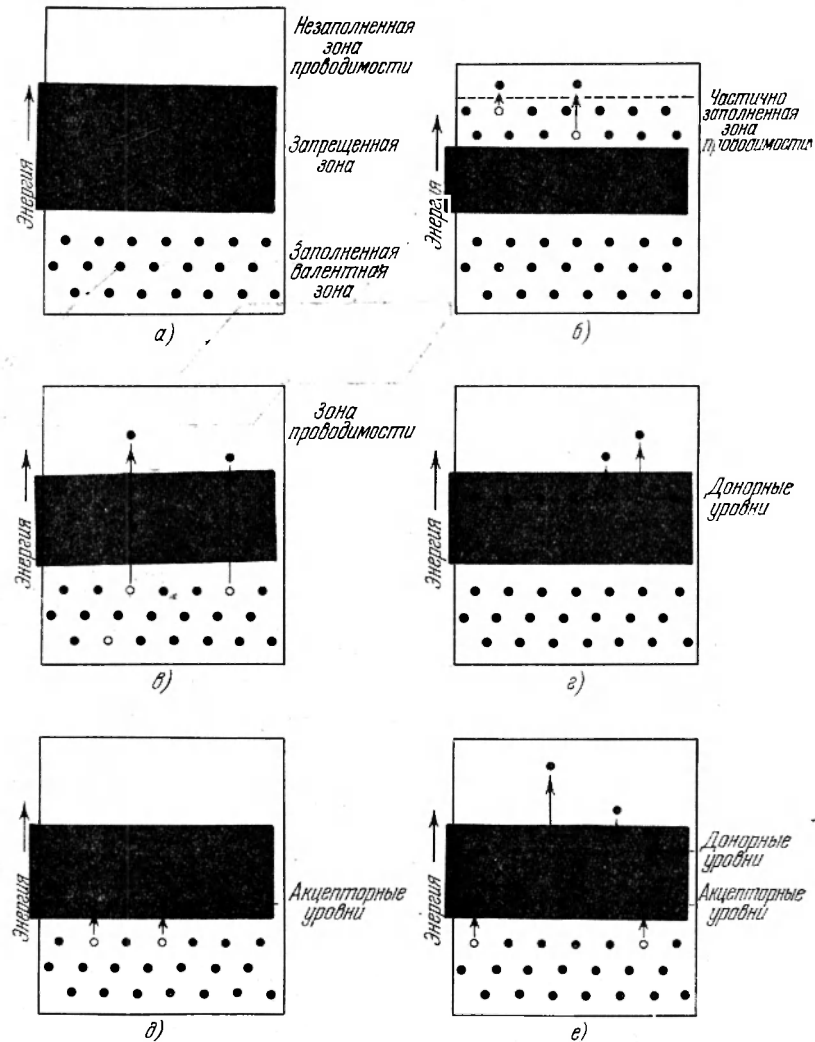 Незаполненная
зона
проводимости
Энергия
Запрещенная
зона
Заполненная
валентная
зона
а)
Энергия
Частично
заполненная
зона
проводимости
б)
Зона
проводимости
Энергия
в)
Энергия
Донорные
уровни
г)
Энергия
Акцепторные
уровни
д)
Энергия
Донорные
уровни
Акцепторные
уровни
е)